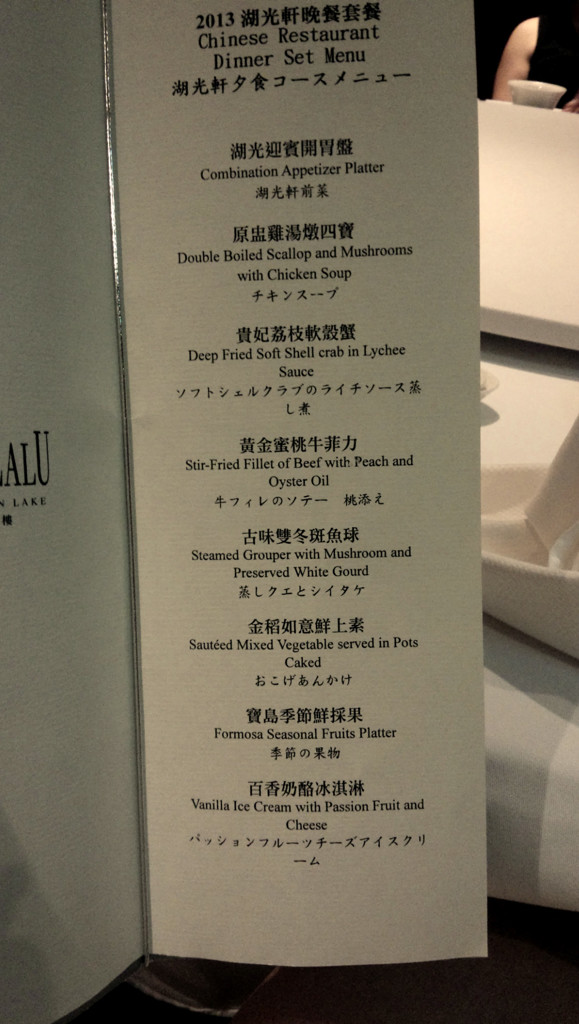 2013 湖光軒晚餐套餐
Chinese Restaurant
Dinner Set Menu
湖光軒夕食コースメニュー
湖光迎賓開胃盤
Combination Appetizer Platter
湖光軒前菜
原盅雞湯燉四寶
Double Boiled Scallop and Mushrooms
with Chicken Soup
チキンスープ
貴妃荔枝軟殼蟹
Deep Fried Soft Shell crab in Lychee
Sauce
ソフトシェルクラブのライチソース蒸
し煮
黃金蜜桃牛菲力
Stir-Fried Fillet of Beef with Peach and
Oyster Oil
牛フィレのソテー 桃添え
古味雙冬斑魚球
Steamed Grouper with Mushroom and
Preserved White Gourd
蒸しクエとシイタケ
金稻如意鮮上素
Sautéed Mixed Vegetable served in Pots
Caked
おこげあんかけ
寶島季節鮮採果
Formosa Seasonal Fruits Platter
季節の果物
百香奶酪冰淇淋
Vanilla Ice Cream with Passion Fruit and
Cheese
パッションフルーツチーズアイスクリ
ーム
LALU
N LAKE
樓